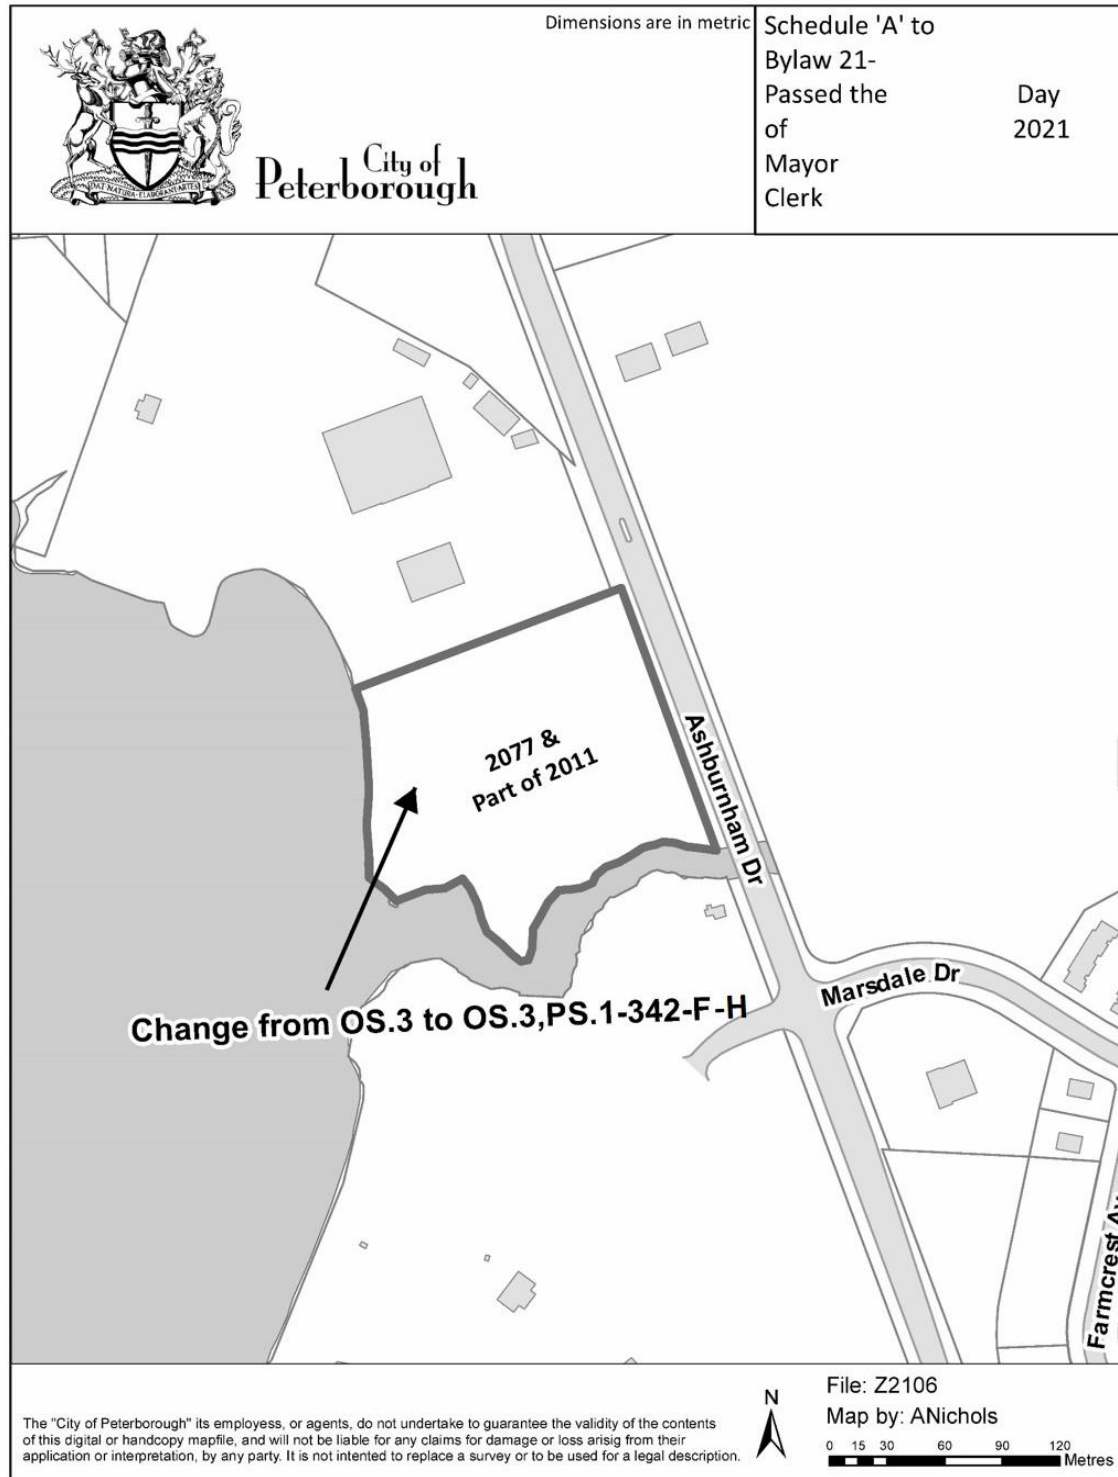 Dimensions are in metric
Schedule 'A' to
Bylaw 21-
Passed the Day
of 2021
Mayor
Clerk
DAT NATURA·ELABORANT·ARTES
City of
Peterborough
2077 &
Part of 2011
Ashburnham Dr
Change from OS.3 to OS.3,PS.1-342-F-H
Marsdale Dr
Farmcrest
The "City of Peterborough" its employess, or agents, do not undertake to guarantee the validity of the contents
of this digital or handcopy mapfile, and will not be liable for any claims for damage or loss arisig from their
application or interpretation, by any party. It is not intended to replace a survey or to be used for a legal description.
N
File: Z2106
Map by: ANichols
0 15 30 60 90 120
Metres